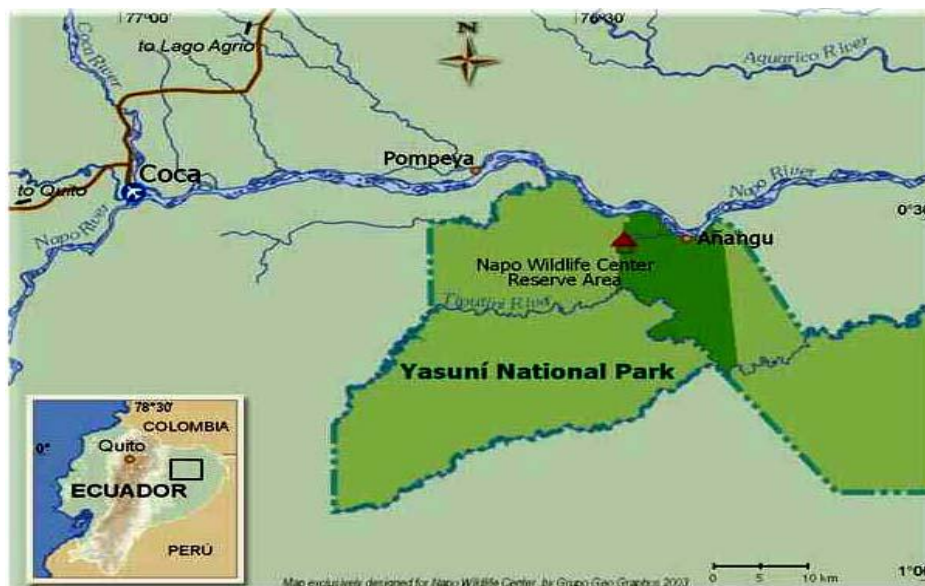 77°00'
76°30'
N
to Lago Agrio
Coca River
Aguarico River
Pompeya
Coca
to Quito
Napo River
Napo River
0°30
Añangu
Napo Wildlife Center
Reserve Area
Tiputini River
Yasuní National Park
78°30'
COLOMBIA
0°
Quito
ECUADOR
PERÚ
0 5 10 km
1°00
Map exclusively designed for Napo Wildlife Center, by Grupo Geo Graphics 2003